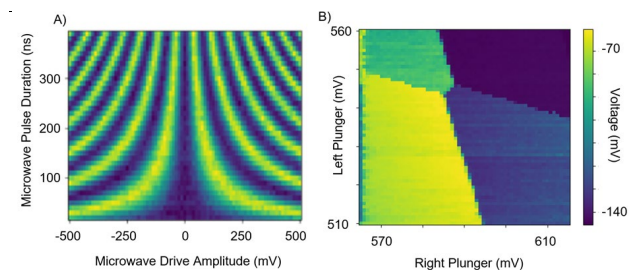 A)
Microwave Pulse Duration (ns)
300
200
100
-500
-250
0
250
500
Microwave Drive Amplitude (mV)
B)
Left Plunger (mV)
560
510
570
610
Right Plunger (mV)
-70
-140
Voltage (mV)